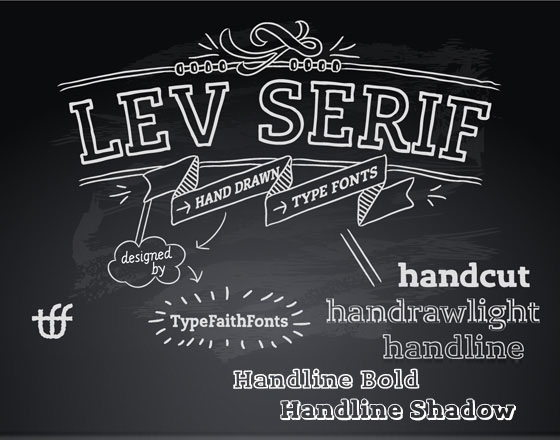 LEV SERIF
HAND DRAWN TYPE FONTS
designed
by
TypeFaithFonts
tff
handcut
handrawlight
handline
Handline Bold
Handline Shadow